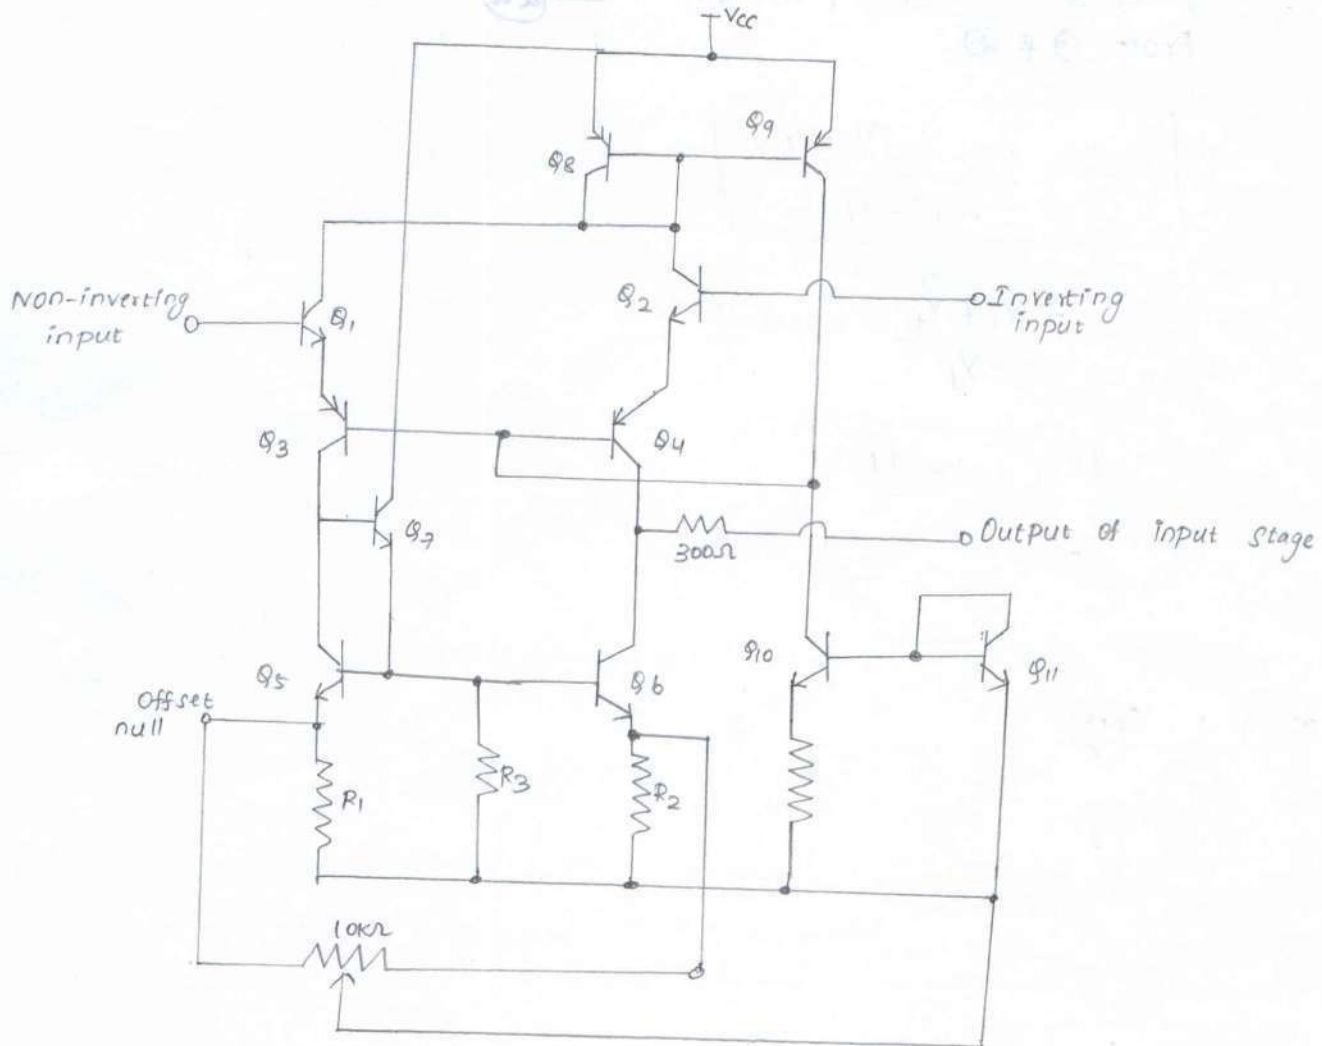 Vcc
Q8
Q9
Non-inverting
input
Q1
Q2
Inverting
input
Q3
Q4
Q7
300Ω
Output of input stage
Q5
Q6
Q10
Q11
Offset
null
R1
R3
R2
10KΩ